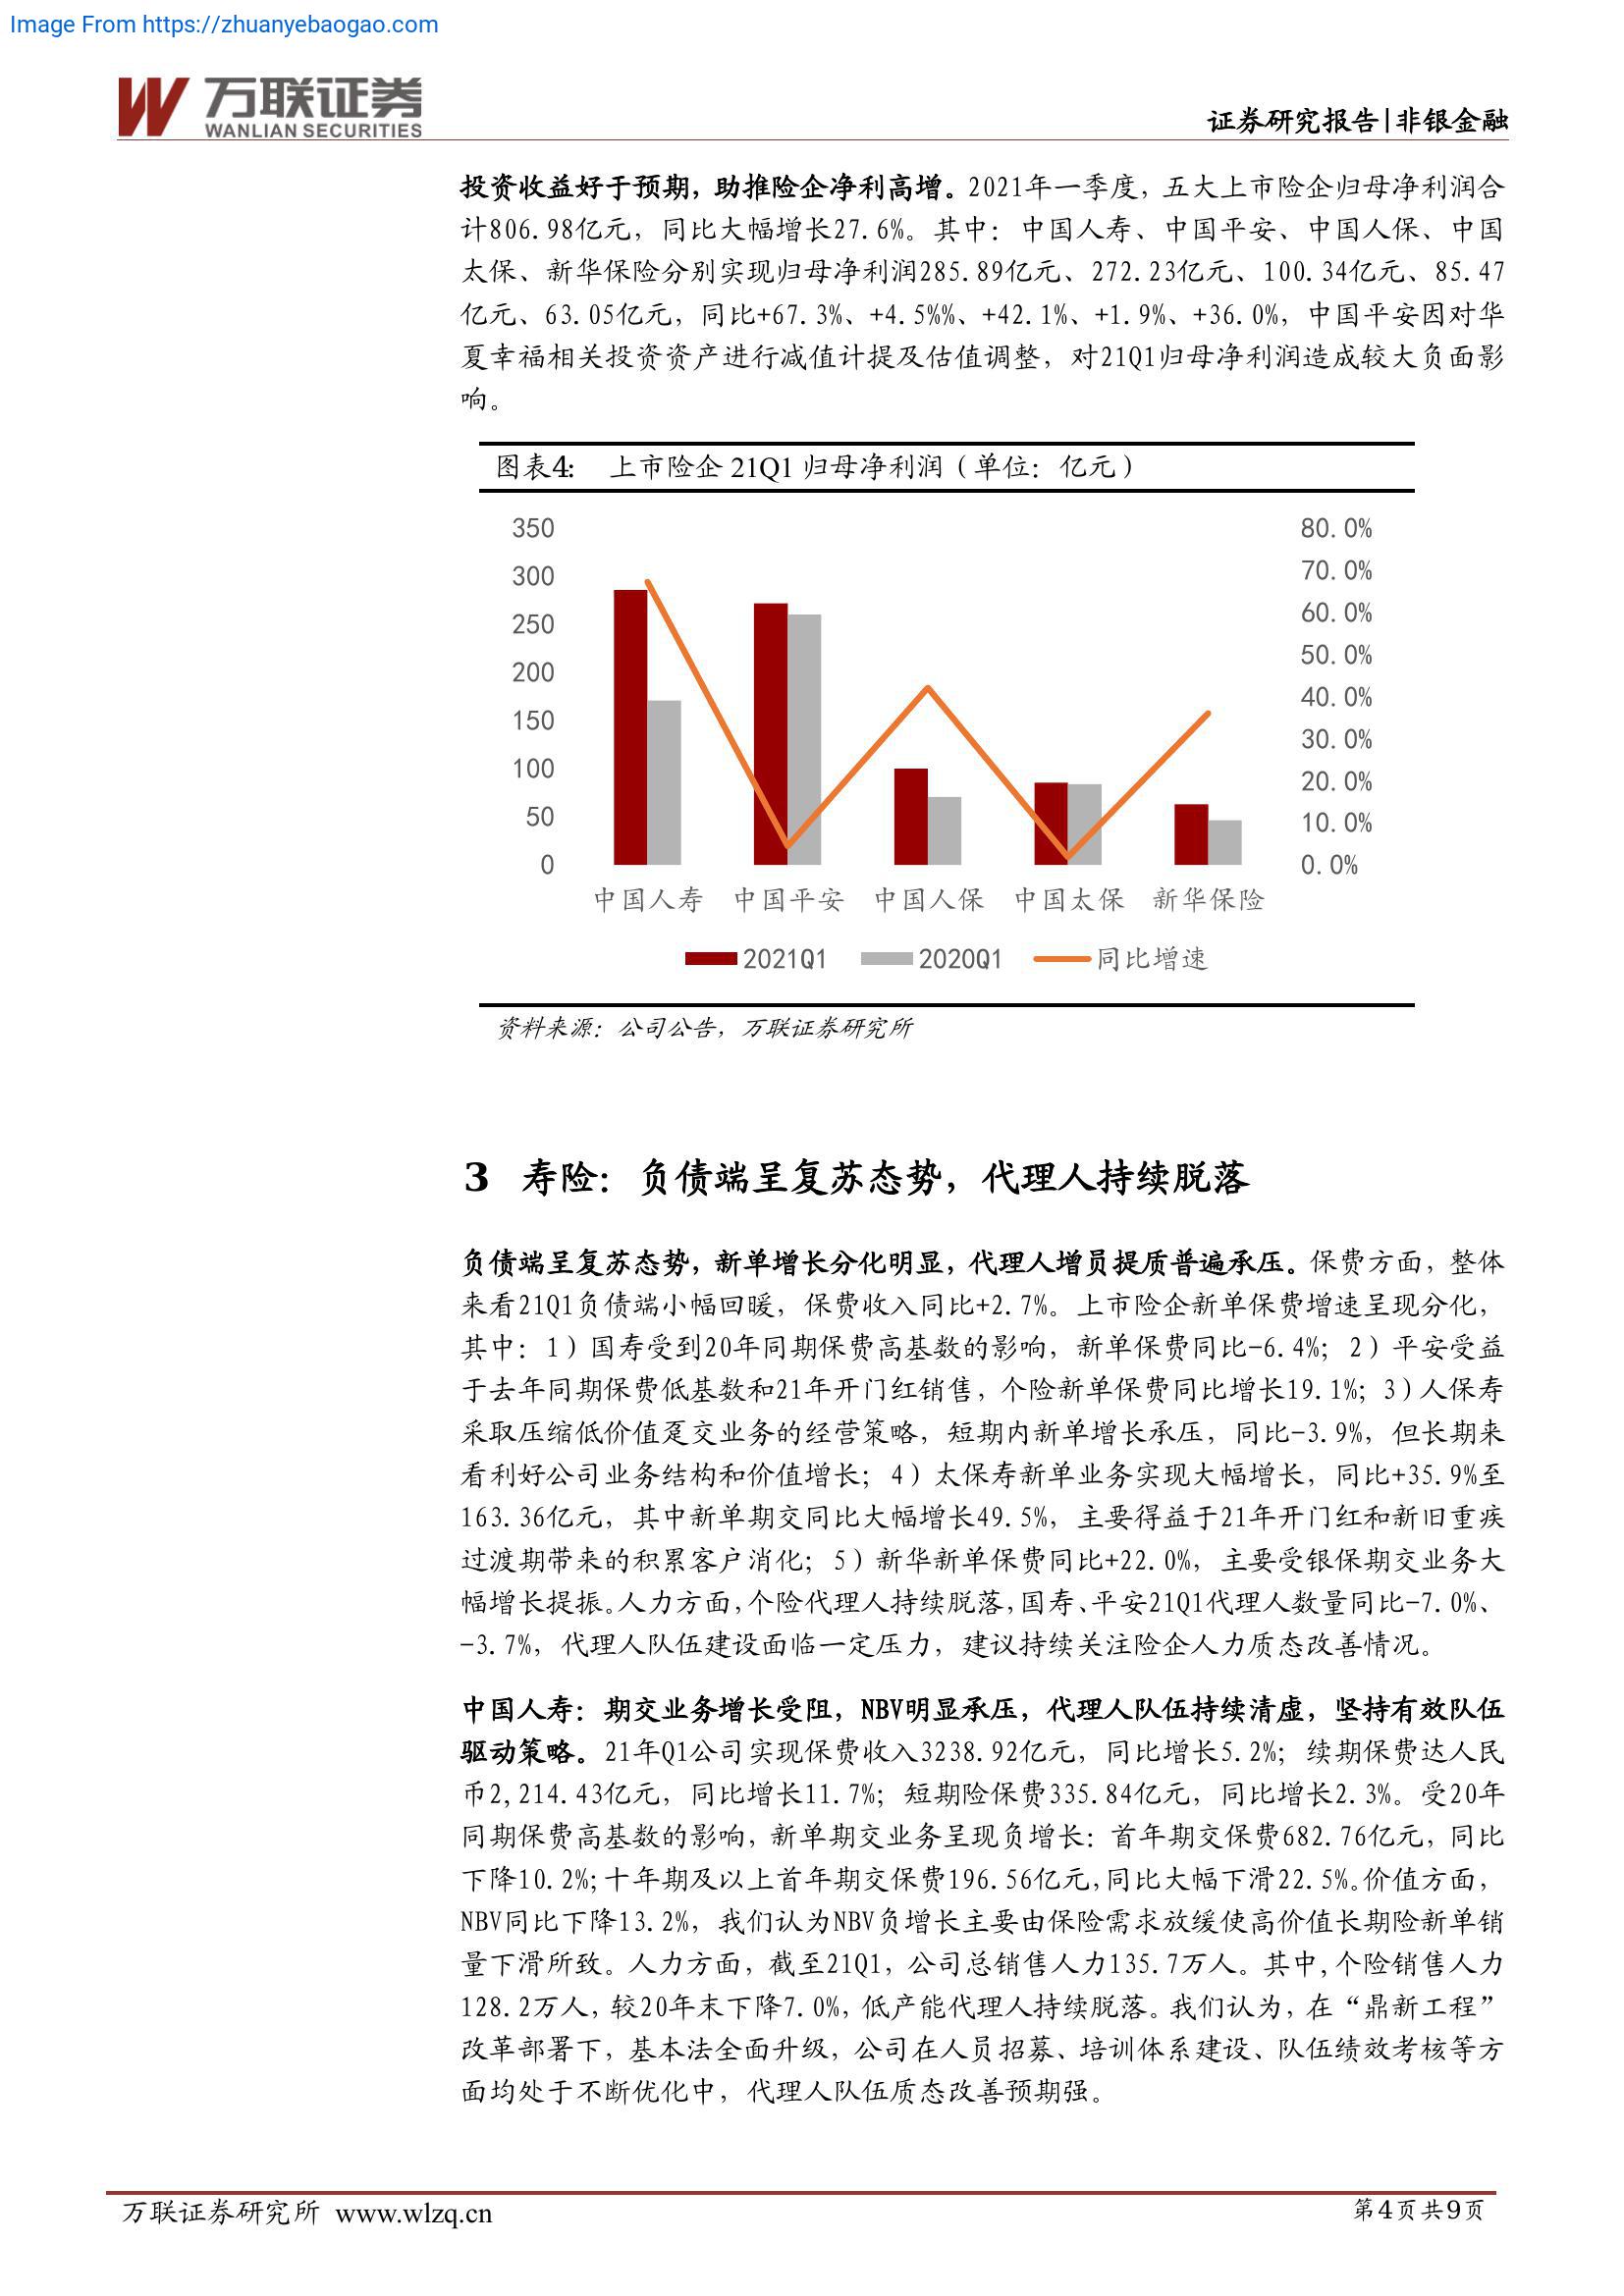 Image From https://zhuanyebaogao.com
万联证券
WANLIAN SECURITIES
证券研究报告|非银金融
投资收益好于预期，助推险企净利高增。2021年一季度，五大上市险企归母净利润合
计806.98亿元，同比大幅增长27.6%。其中：中国人寿、中国平安、中国人保、中国
太保、新华保险分别实现归母净利润285.89亿元、272.23亿元、100.34亿元、85.47
亿元、63.05亿元，同比+67.3%、+4.5%%、+42.1%、+1.9%、+36.0%，中国平安因对华
夏幸福相关投资资产进行减值计提及估值调整，对21Q1归母净利润造成较大负面影
响。
图表4： 上市险企 21Q1 归母净利润（单位：亿元）
350
300
250
200
150
100
50
0
80.0%
70.0%
60.0%
50.0%
40.0%
30.0%
20.0%
10.0%
0.0%
中国人寿 中国平安 中国人保 中国太保 新华保险
2021Q1 2020Q1 同比增速
资料来源：公司公告，万联证券研究所
3 寿险：负债端呈复苏态势，代理人持续脱落
负债端呈复苏态势，新单增长分化明显，代理人增员提质普遍承压。保费方面，整体
来看21Q1负债端小幅回暖，保费收入同比+2.7%。上市险企新单保费增速呈现分化，
其中：1）国寿受到20年同期保费高基数的影响，新单保费同比-6.4%；2）平安受益
于去年同期保费低基数和21年开门红销售，个险新单保费同比增长19.1%；3）人保寿
采取压缩低价值趸交业务的经营策略，短期内新单增长承压，同比-3.9%，但长期来
看利好公司业务结构和价值增长；4）太保寿新单业务实现大幅增长，同比+35.9%至
163.36亿元，其中新单期交同比大幅增长49.5%，主要得益于21年开门红和新旧重疾
过渡期带来的积累客户消化；5）新华新单保费同比+22.0%，主要受银保期交业务大
幅增长提振。人力方面，个险代理人持续脱落，国寿、平安21Q1代理人数量同比-7.0%、
-3.7%，代理人队伍建设面临一定压力，建议持续关注险企人力质态改善情况。
中国人寿：期交业务增长受阻，NBV明显承压，代理人队伍持续清虚，坚持有效队伍
驱动策略。21年Q1公司实现保费收入3238.92亿元，同比增长5.2%；续期保费达人民
币2,214.43亿元，同比增长11.7%；短期险保费335.84亿元，同比增长2.3%。受20年
同期保费高基数的影响，新单期交业务呈现负增长：首年期交保费682.76亿元，同比
下降10.2%；十年期及以上首年期交保费196.56亿元，同比大幅下滑22.5%。价值方面，
NBV同比下降13.2%，我们认为NBV负增长主要由保险需求放缓使高价值长期险新单销
量下滑所致。人力方面，截至21Q1，公司总销售人力135.7万人。其中,个险销售人力
128.2万人，较20年末下降7.0%，低产能代理人持续脱落。我们认为，在“鼎新工程”
改革部署下，基本法全面升级，公司在人员招募、培训体系建设、队伍绩效考核等方
面均处于不断优化中，代理人队伍质态改善预期强。
万联证券研究所 www.wlzq.cn
第4页共9页